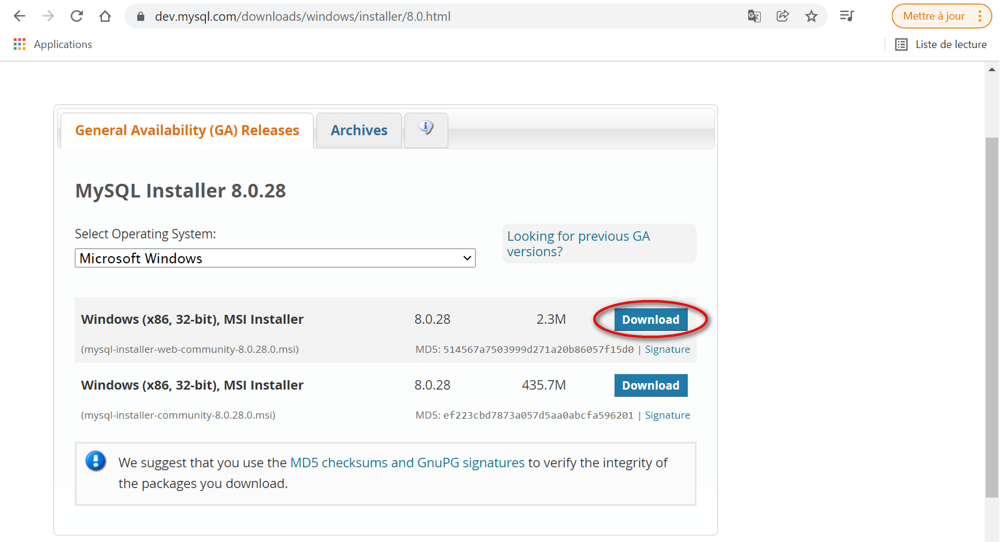 dev.mysql.com/downloads/windows/installer/8.0.html
Mettre à jour
Applications
Liste de lecture
General Availability (GA) Releases
Archives
MySQL Installer 8.0.28
Select Operating System:
Looking for previous GA
versions?
Microsoft Windows
Windows (x86, 32-bit), MSI Installer 8.0.28 2.3M Download
(mysql-installer-web-community-8.0.28.0.msi) MD5: 514567a7503999d271a20b86057f15d0 | Signature
Windows (x86, 32-bit), MSI Installer 8.0.28 435.7M Download
(mysql-installer-community-8.0.28.0.msi) MD5: ef223cbd7873a057d5aa0abcfa596201 | Signature
We suggest that you use the MD5 checksums and GnuPG signatures to verify the integrity of
the packages you download.